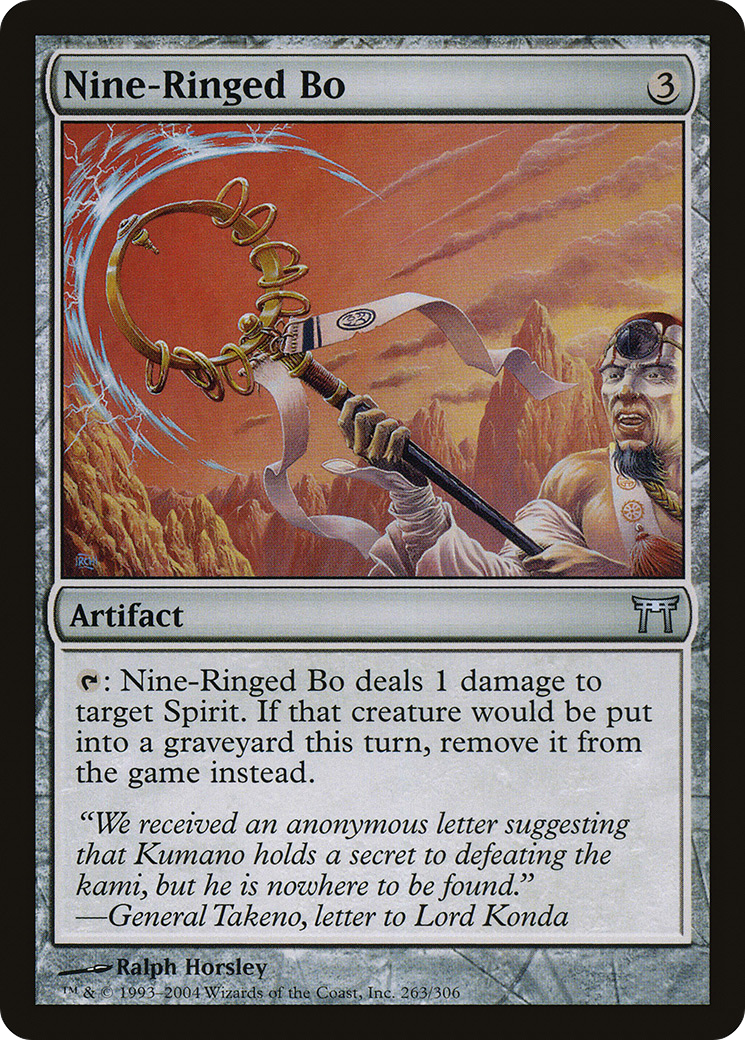 Nine-Ringed Bo 3
Artifact
: Nine-Ringed Bo deals 1 damage to
target Spirit. If that creature would be put
into a graveyard this turn, remove it from
the game instead.
“We received an anonymous letter suggesting
that Kumano holds a secret to defeating the
kami, but he is nowhere to be found.”
—General Takeno, letter to Lord Konda
Ralph Horsley
™ & © 1993–2004 Wizards of the Coast, Inc. 263/306